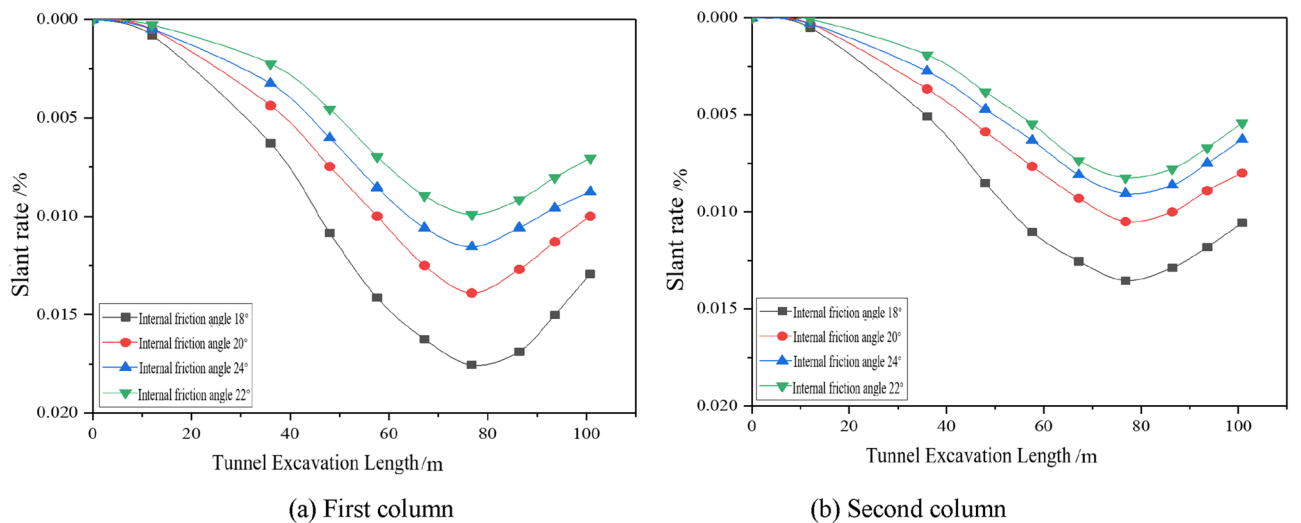 0.000
0.005
0.010
0.015
0.020
Slant rate /%
Internal friction angle 18°
Internal friction angle 20°
Internal friction angle 24°
Internal friction angle 22°
0 20 40 60 80 100
Tunnel Excavation Length /m
(a) First column
0.000
0.005
0.010
0.015
0.020
Slant rate /%
Internal friction angle 18°
Internal friction angle 20°
Internal friction angle 24°
Internal friction angle 22°
0 20 40 60 80 100
Tunnel Excavation Length /m
(b) Second column